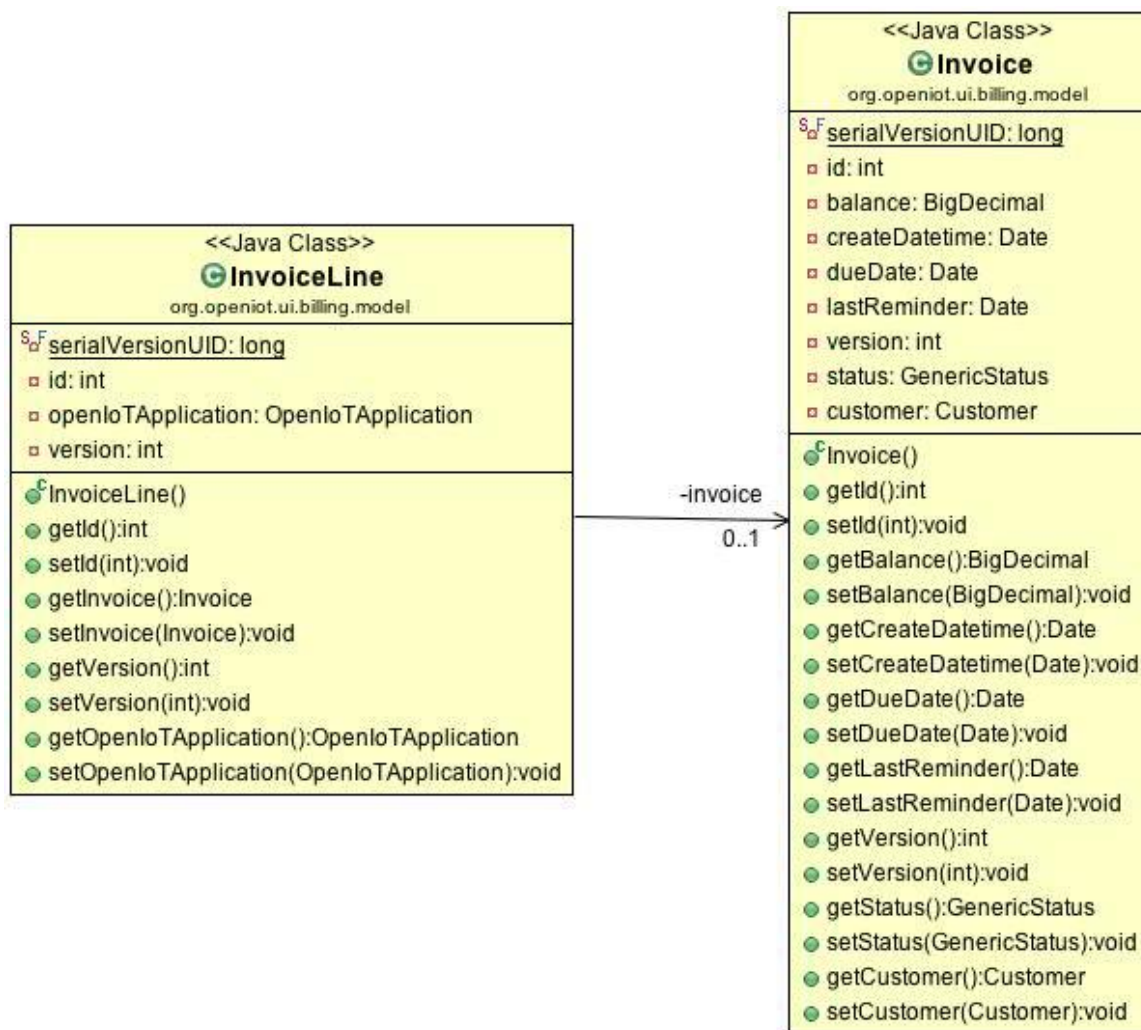 <<Java Class>>
InvoiceLine
org.openiot.ui.billing.model
serialVersionUID: long
id: int
openIoTApplication: OpenIoTApplication
version: int
InvoiceLine()
getId():int
setId(int):void
getInvoice():Invoice
setInvoice(Invoice):void
getVersion():int
setVersion(int):void
getOpenIoTApplication():OpenIoTApplication
setOpenIoTApplication(OpenIoTApplication):void
-invoice
0..1
<<Java Class>>
Invoice
org.openiot.ui.billing.model
serialVersionUID: long
id: int
balance: BigDecimal
createDatetime: Date
dueDate: Date
lastReminder: Date
version: int
status: GenericStatus
customer: Customer
Invoice()
getId():int
setId(int):void
getBalance():BigDecimal
setBalance(BigDecimal):void
getCreateDatetime():Date
setCreateDatetime(Date):void
getDueDate():Date
setDueDate(Date):void
getLastReminder():Date
setLastReminder(Date):void
getVersion():int
setVersion(int):void
getStatus():GenericStatus
setStatus(GenericStatus):void
getCustomer():Customer
setCustomer(Customer):void